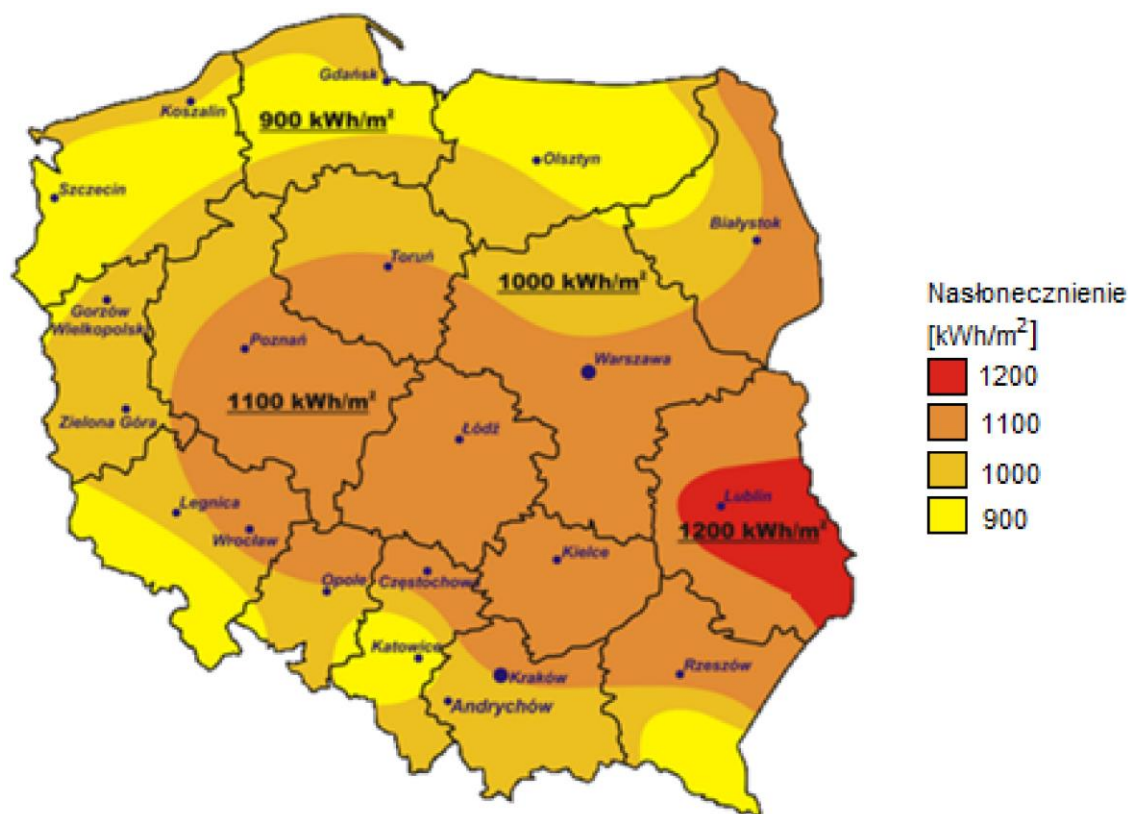 Gdańsk
Koszalin
900 kWh/m²
Olsztyn
Szczecin
Białystok
Toruń
1000 kWh/m²
Gorzów
Wielkopolski
Poznań
Warszawa
1100 kWh/m²
Zielona Góra
Łódź
Legnica
Lublin
Wrocław
1200 kWh/m²
Kielce
Opole
Częstochowa
Katowice
Rzeszów
Kraków
Andrychów
Nasłonecznienie
[kWh/m²]
1200
1100
1000
900